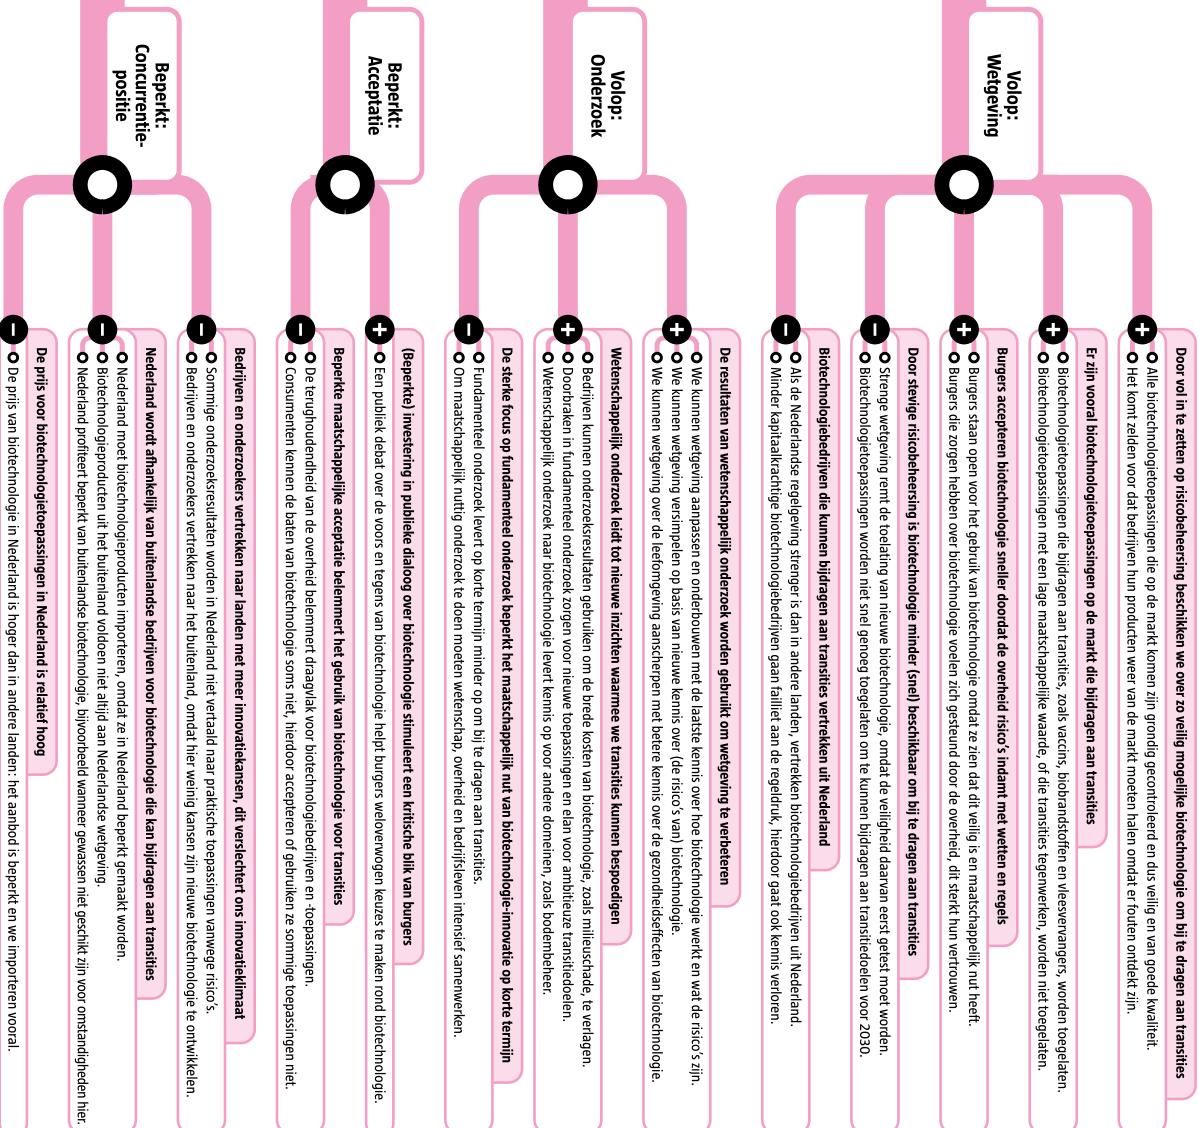 Volop:
Wetgeving
+
Door vol in te zetten op risicobeheersing beschikken we over zo veilig mogelijke biotechnologie om bij te dragen aan transities
Alle biotechnologietoepassingen die op de markt komen zijn grondig gecontroleerd en dus veilig en van goede kwaliteit.
Het komt zelden voor dat bedrijven hun producten weer van de markt moeten halen omdat er fouten ontdekt zijn.
+
Er zijn vooral biotechnologietoepassingen op de markt die bijdragen aan transities
Biotechnologietoepassingen die bijdragen aan transities, zoals vaccins, biobrandstoffen en vleesvervangers, worden toegelaten.
Biotechnologietoepassingen met een lage maatschappelijke waarde, of die transities tegenwerken, worden niet toegelaten.
+
Burgers accepteren biotechnologie sneller doordat de overheid risico's indamt met wetten en regels
Burgers staan open voor het gebruik van biotechnologie omdat ze zien dat dit veilig is en maatschappelijk nut heeft.
Burgers die zorgen hebben over biotechnologie voelen zich gesteund door de overheid, dit sterkt hun vertrouwen.
–
Door stevige risicobeheersing is biotechnologie minder (snel) beschikbaar om bij te dragen aan transities
Strenge wetgeving remt de toelating van nieuwe biotechnologie, omdat de veiligheid daarvan eerst getest moet worden.
Biotechnologietoepassingen worden niet snel genoeg toegelaten om te kunnen bijdragen aan transitiedoelen voor 2030.
–
Biotechnologiebedrijven die kunnen bijdragen aan transities vertrekken uit Nederland
Als de Nederlandse regelgeving strenger is dan in andere landen, vertrekken biotechnologiebedrijven uit Nederland.
Minder kapitaalkrachtige biotechnologiebedrijven gaan failliet aan de regeldruk, hierdoor gaat ook kennis verloren.
Volop:
Onderzoek
+
De resultaten van wetenschappelijk onderzoek worden gebruikt om wetgeving te verbeteren
We kunnen wetgeving aanpassen en onderbouwen met de laatste kennis over hoe biotechnologie werkt en wat de risico's zijn.
We kunnen wetgeving versimpelen op basis van nieuwe kennis over (de risico's van) biotechnologie.
We kunnen wetgeving over de leefomgeving aanscherpen met betere kennis over de gezondheidseffecten van biotechnologie.
+
Wetenschappelijk onderzoek leidt tot nieuwe inzichten waarmee we transities kunnen bespoedigen
Bedrijven kunnen onderzoeksresultaten gebruiken om de brede kosten van biotechnologie, zoals milieuschade, te verlagen.
Doorbraken in fundamenteel onderzoek zorgen voor nieuwe toepassingen en elan voor ambitieuze transitiedoelen.
Wetenschappelijk onderzoek naar biotechnologie levert kennis op voor andere domeinen, zoals bodembeheer.
–
De sterke focus op fundamenteel onderzoek beperkt het maatschappelijk nut van biotechnologie-innovatie op korte termijn
Fundamenteel onderzoek levert op korte termijn minder op om bij te dragen aan transities.
Om maatschappelijk nuttig onderzoek te doen moeten wetenschap, overheid en bedrijfsleven intensief samenwerken.
Beperkt:
Acceptatie
+
(Beperkte) investering in publieke dialoog over biotechnologie stimuleert een kritische blik van burgers
Een publiek debat over de voors en tegens van biotechnologie helpt burgers weloverwogen keuzes te maken rond biotechnologie.
–
Beperkte maatschappelijke acceptatie belemmert het gebruik van biotechnologie voor transities
De terughoudendheid van de overheid belemmert draagvlak voor biotechnologiebedrijven en -toepassingen.
Consumenten kennen de baten van biotechnologie soms niet, hierdoor accepteren of gebruiken ze sommige toepassingen niet.
Beperkt:
Concurrentie-
positie
–
Bedrijven en onderzoekers vertrekken naar landen met meer innovatiekansen, dit verslechtert ons innovatieklimaat
Sommige onderzoeksresultaten worden in Nederland niet vertaald naar praktische toepassingen vanwege risico's.
Bedrijven en onderzoekers vertrekken naar het buitenland, omdat hier weinig kansen zijn nieuwe biotechnologie te ontwikkelen.
–
Nederland wordt afhankelijk van buitenlandse bedrijven voor biotechnologie die kan bijdragen aan transities
Nederland moet biotechnologieproducten importeren, omdat ze in Nederland beperkt gemaakt worden.
Biotechnologieproducten uit het buitenland voldoen niet altijd aan Nederlandse wetgeving.
Nederland profiteert beperkt van buitenlandse biotechnologie, bijvoorbeeld wanneer gewassen niet geschikt zijn voor omstandigheden hier.
–
De prijs voor biotechnologietoepassingen in Nederland is relatief hoog
De prijs van biotechnologie in Nederland is hoger dan in andere landen: het aanbod is beperkt en we importeren vooral.